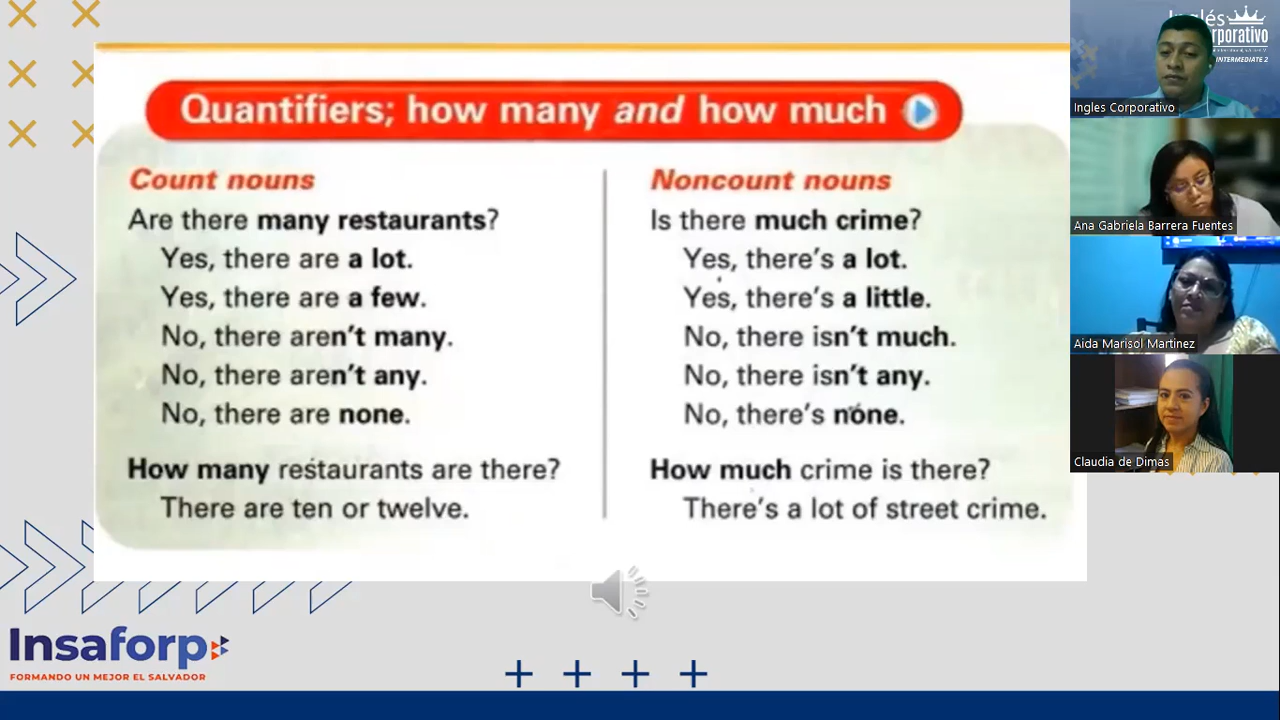 Quantifiers; how many and how much
Count nouns
Are there many restaurants?
Yes, there are a lot.
Yes, there are a few.
No, there aren't many.
No, there aren't any.
No, there are none.
How many restaurants are there?
There are ten or twelve.
Noncount nouns
Is there much crime?
Yes, there's a lot.
Yes, there's a little.
No, there isn't much.
No, there isn't any.
No, there's none.
How much crime is there?
There's a lot of street crime.
Insaforp
FORMANDO UN MEJOR EL SALVADOR
INTERMEDIATE 2
Ingles Corporativo
Ana Gabriela Barrera Fuentes
Aida Marisol Martinez
Claudia de Dimas